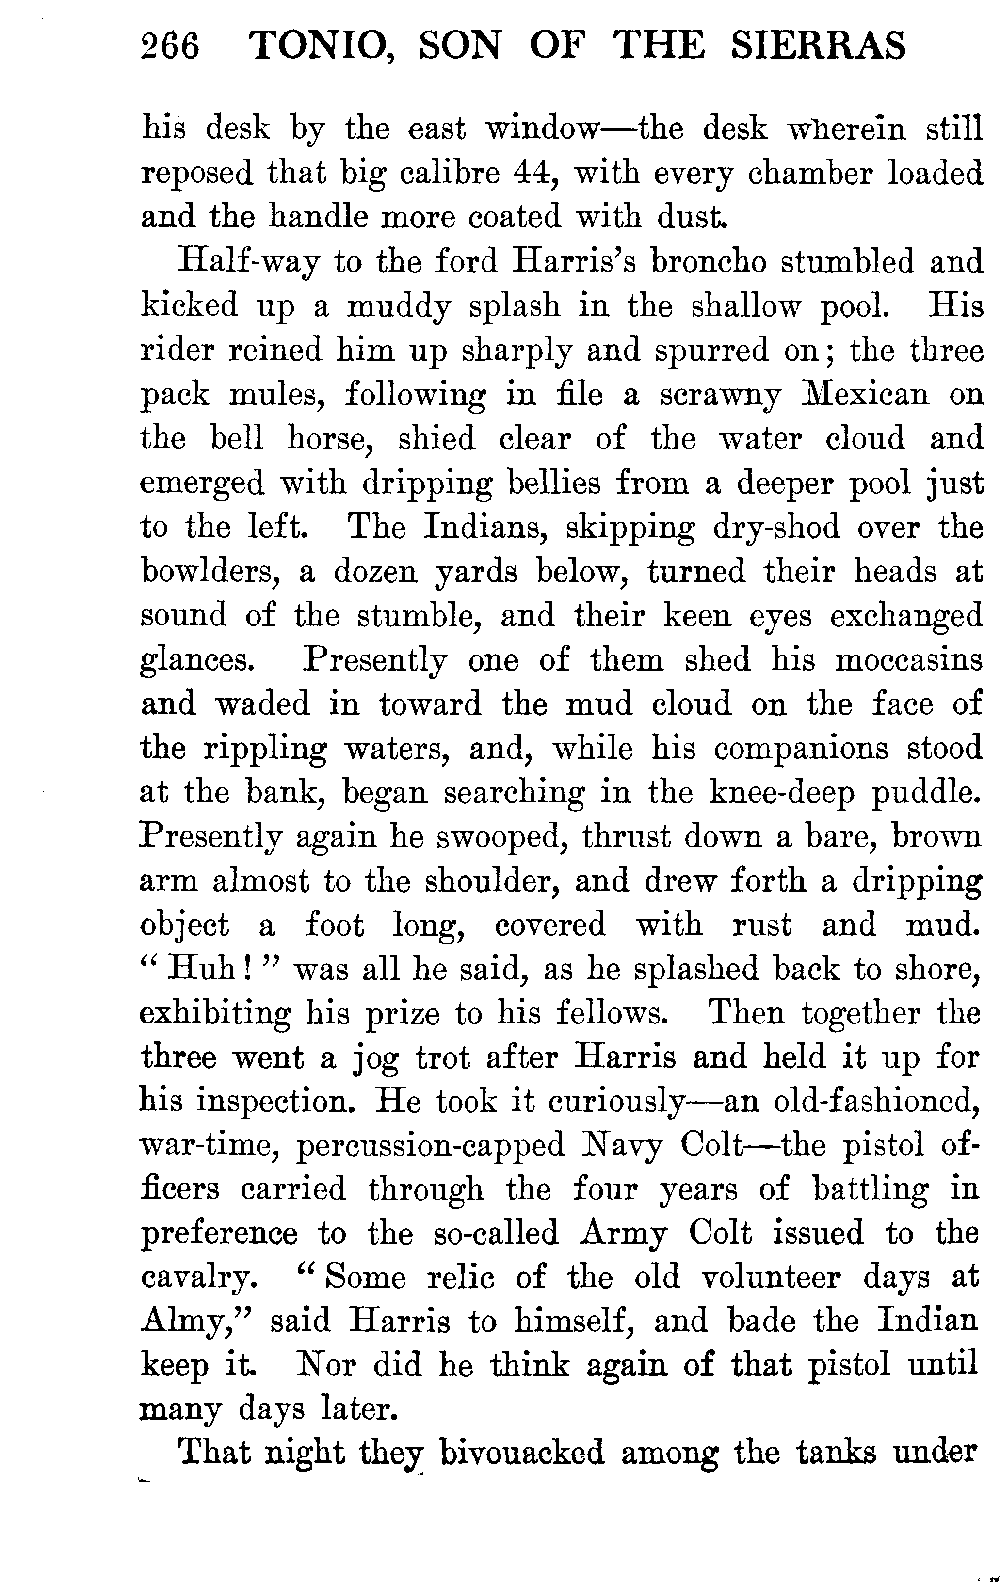 266 TONIO, SON OF THE SIERRAS
his desk by the east window—the desk wherein still
reposed that big calibre 44, with every chamber loaded
and the handle more coated with dust.
Half-way to the ford Harris's broncho stumbled and
kicked up a muddy splash in the shallow pool. His
rider reined him up sharply and spurred on; the three
pack mules, following in file a scrawny Mexican on
the bell horse, shied clear of the water cloud and
emerged with dripping bellies from a deeper pool just
to the left. The Indians, skipping dry-shod over the
bowlders, a dozen yards below, turned their heads at
sound of the stumble, and their keen eyes exchanged
glances. Presently one of them shed his moccasins
and waded in toward the mud cloud on the face of
the rippling waters, and, while his companions stood
at the bank, began searching in the knee-deep puddle.
Presently again he swooped, thrust down a bare, brown
arm almost to the shoulder, and drew forth a dripping
object a foot long, covered with rust and mud.
“ Huh! ” was all he said, as he splashed back to shore,
exhibiting his prize to his fellows. Then together the
three went a jog trot after Harris and held it up for
his inspection. He took it curiously—an old-fashioned,
war-time, percussion-capped Navy Colt—the pistol of-
ficers carried through the four years of battling in
preference to the so-called Army Colt issued to the
cavalry. “ Some relic of the old volunteer days at
Almy,” said Harris to himself, and bade the Indian
keep it. Nor did he think again of that pistol until
many days later.
That night they bivouacked among the tanks under